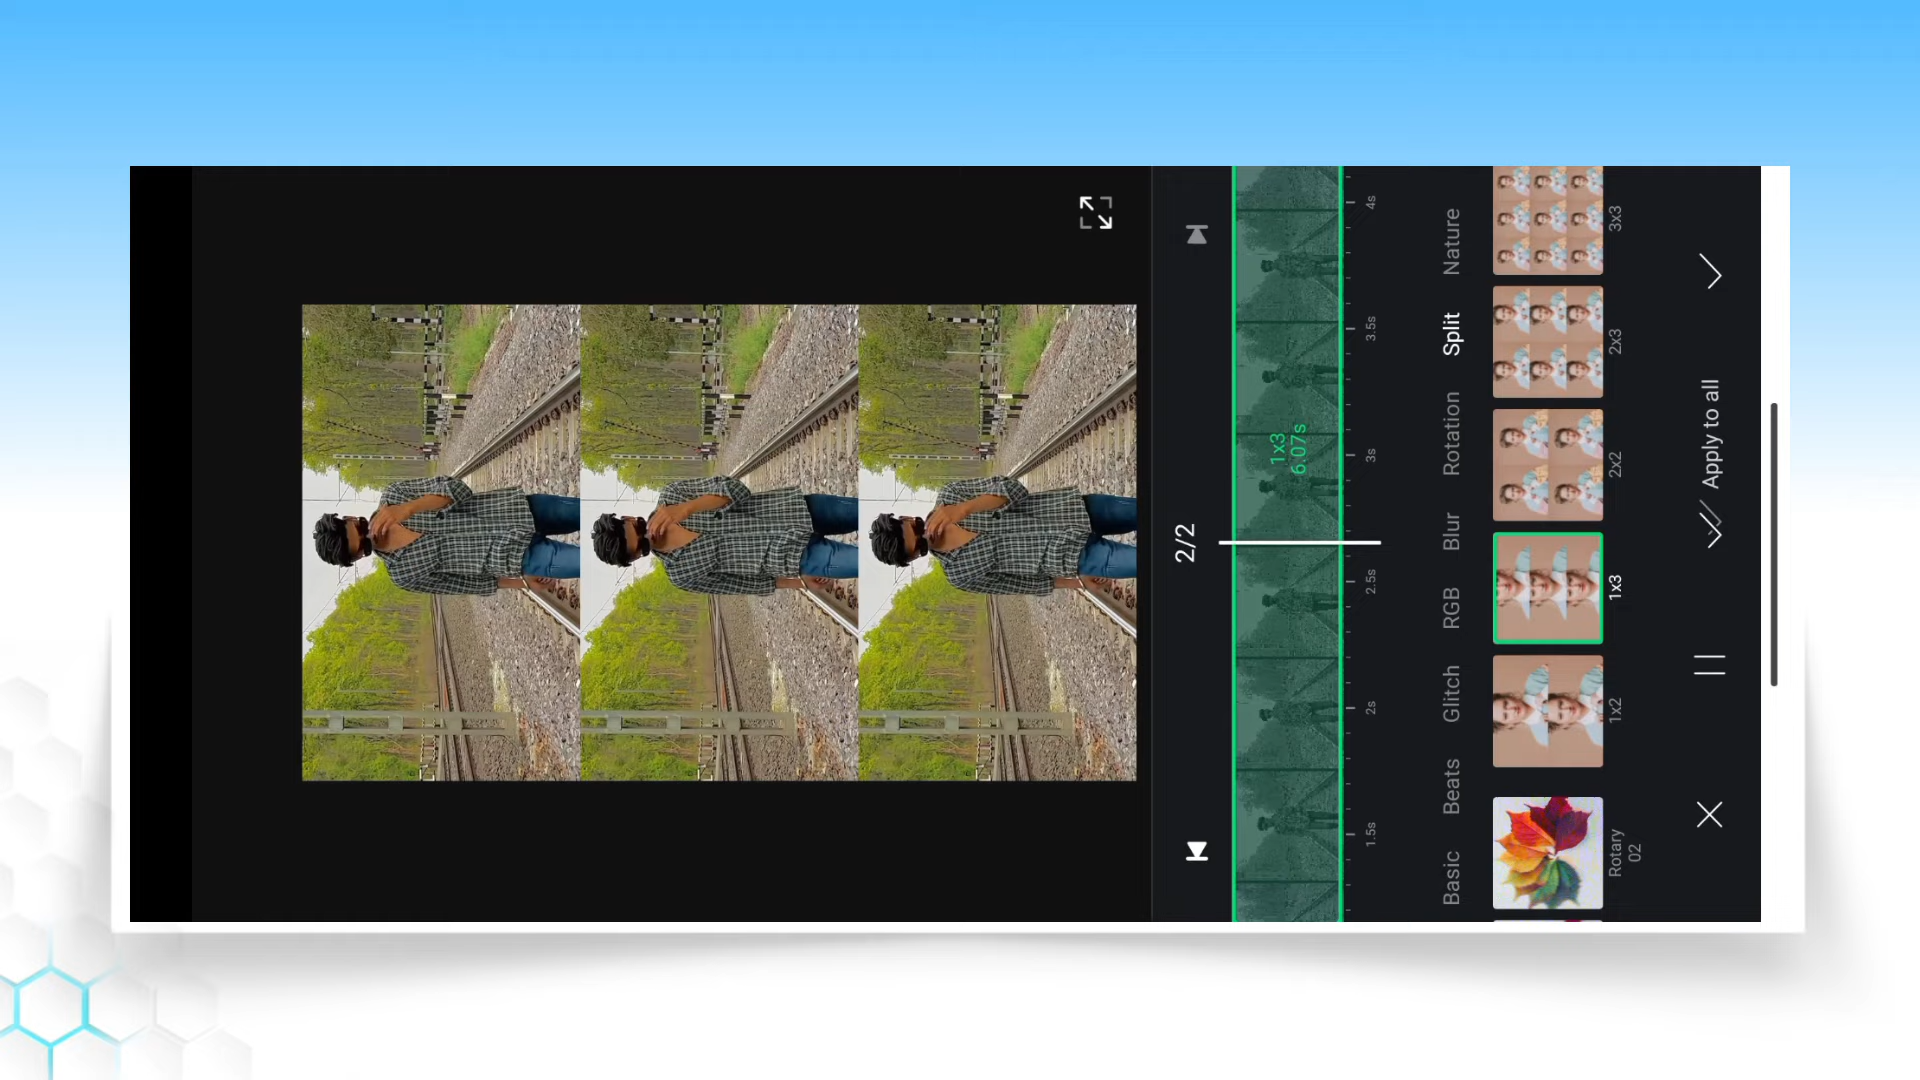 2/2
1x3
6.07s
1.5s
2s
2.5s
3s
3.5s
4s
Basic
Beats
Glitch
RGB
Blur
Rotation
Split
Nature
Rotary
02
1x2
1x3
2x2
2x3
3x3
Apply to all